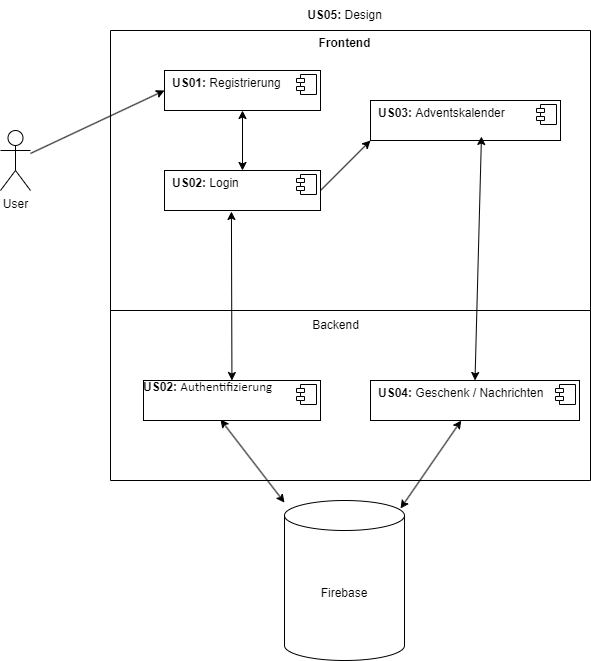 US05: Design
Frontend
US01: Registrierung
US03: Adventskalender
US02: Login
User
Backend
US02: Authentifizierung
US04: Geschenk / Nachrichten
Firebase